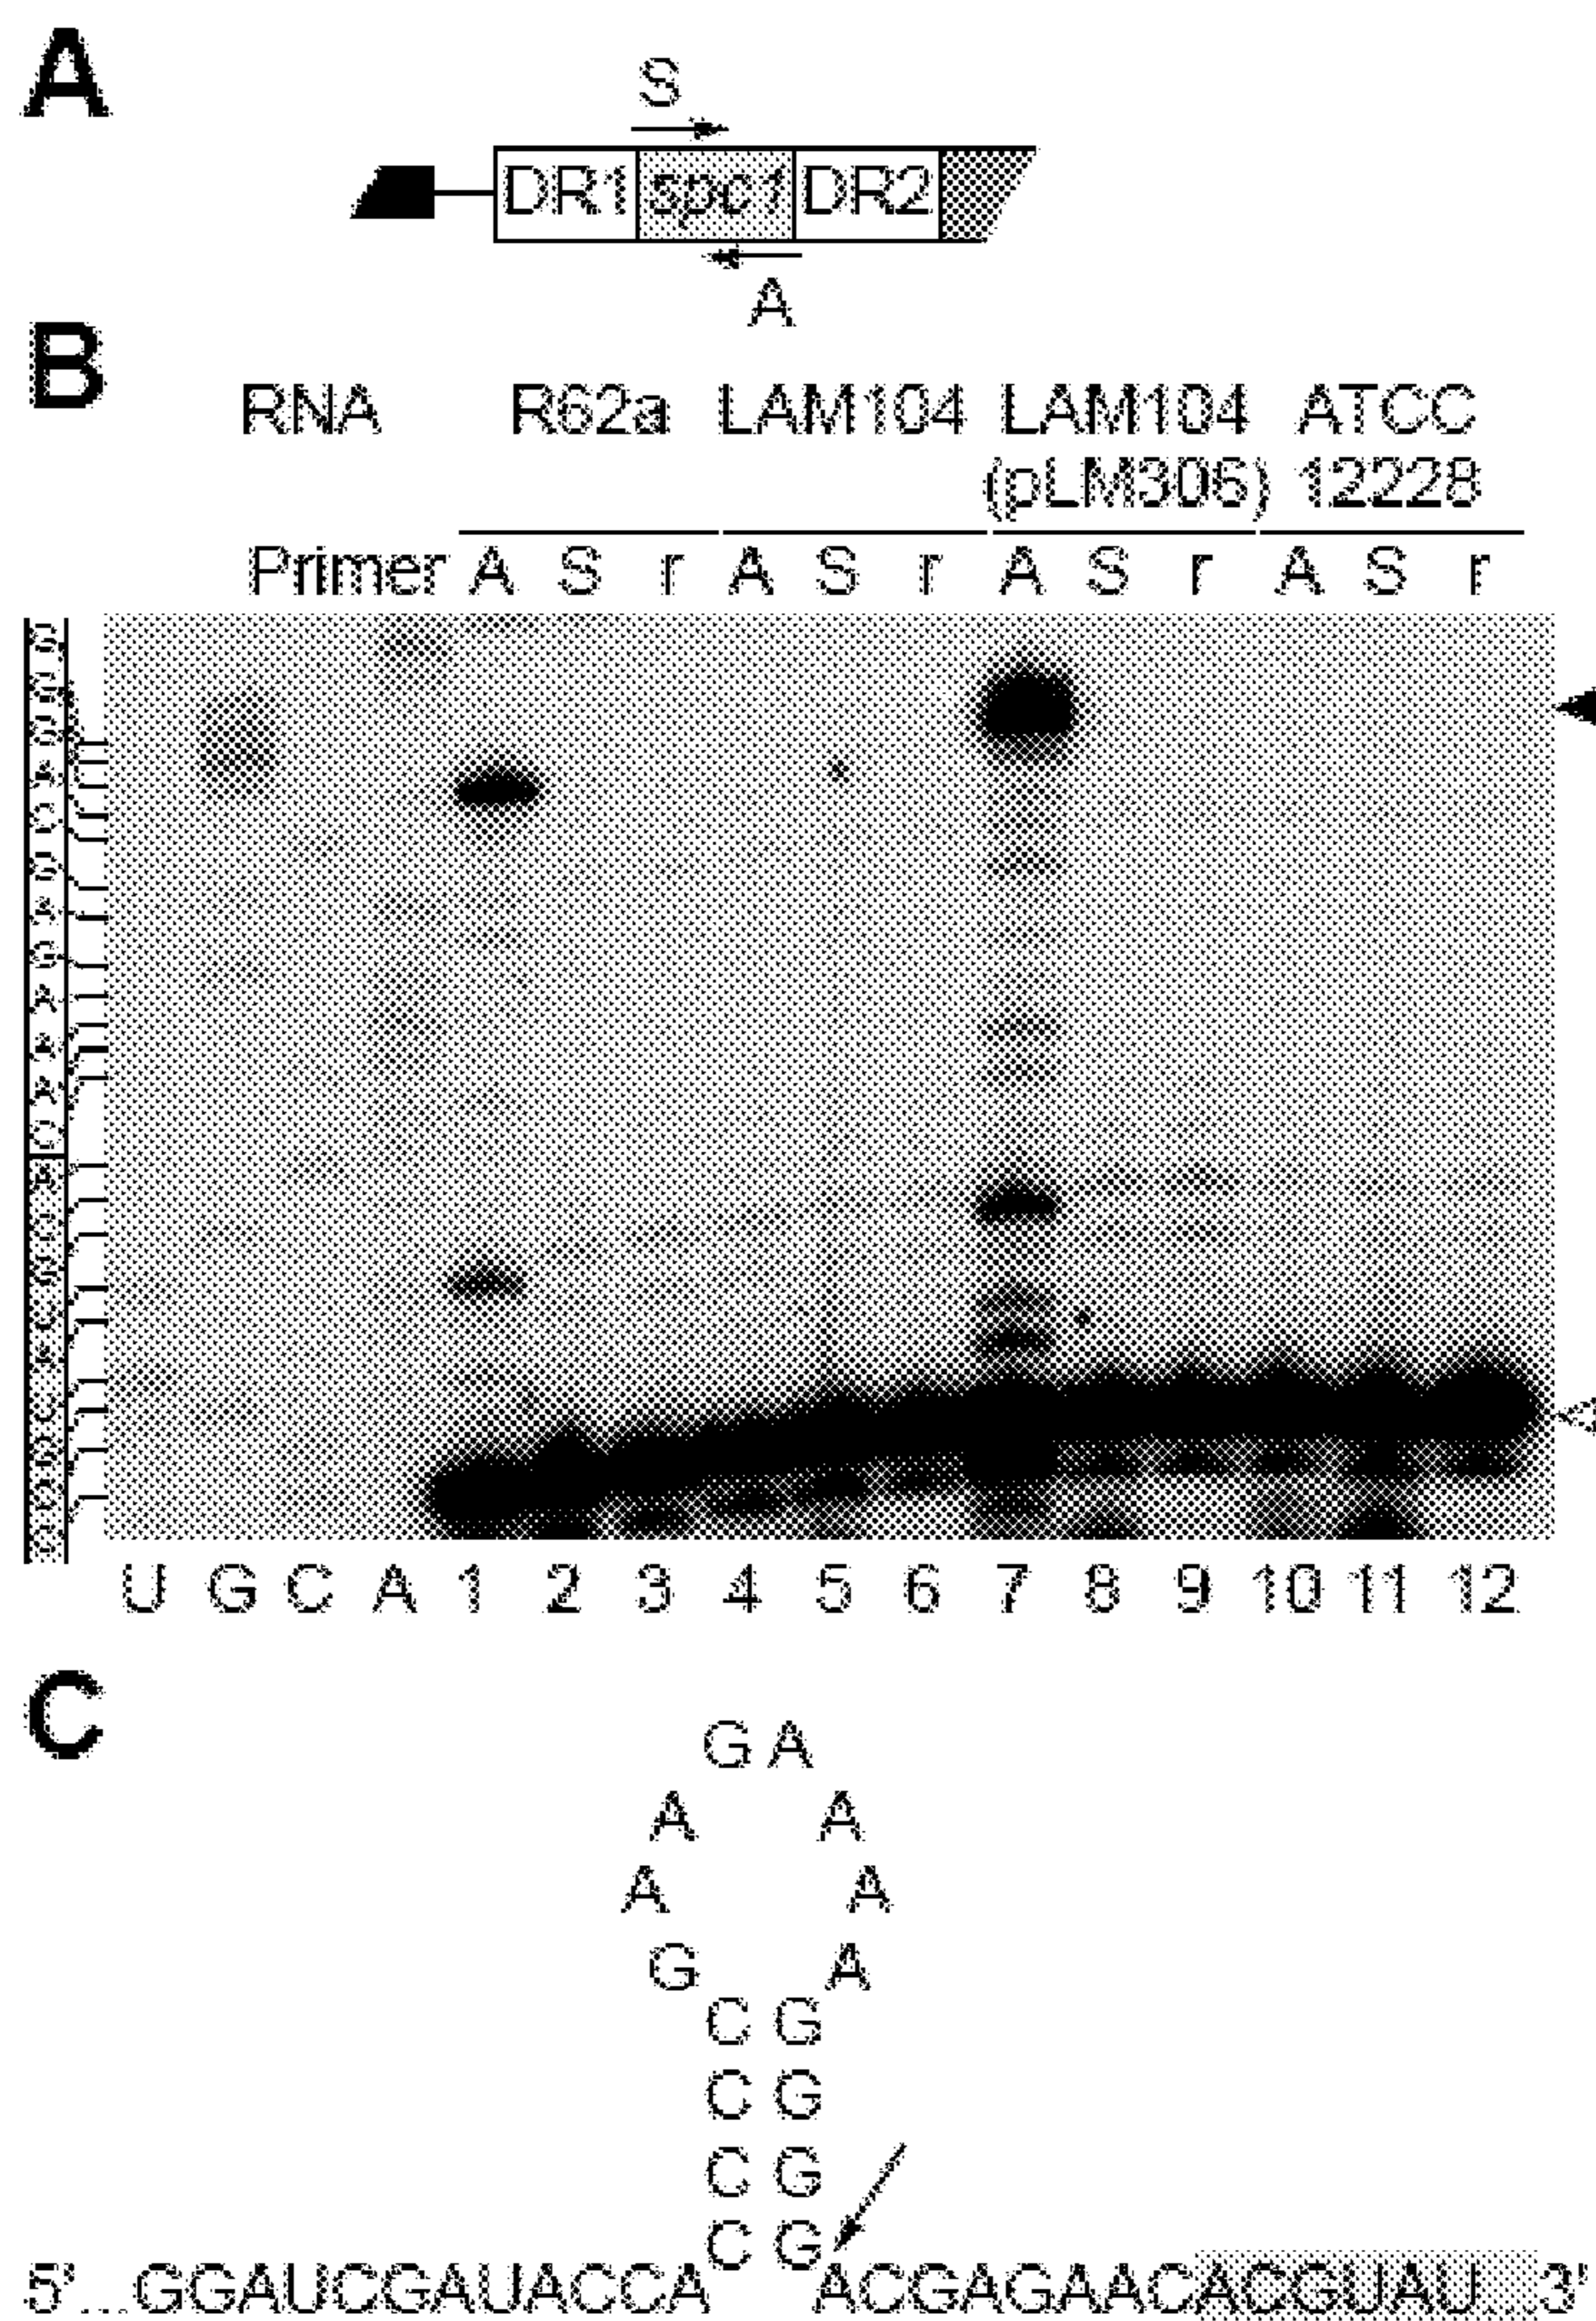 A
S
DR1 spc1 DR2
A
B
RNA R62a LAM104 LAM104 ATCC
(pLM306) 12228
Primer A S r A S r A S r A S r
U G C A 1 2 3 4 5 6 7 8 9 10 11 12
C
G A
A A
A A
G A
C G
C G
C G
C G
5' GGAUCGAUACCA ACGAGAACACGUAU 3'